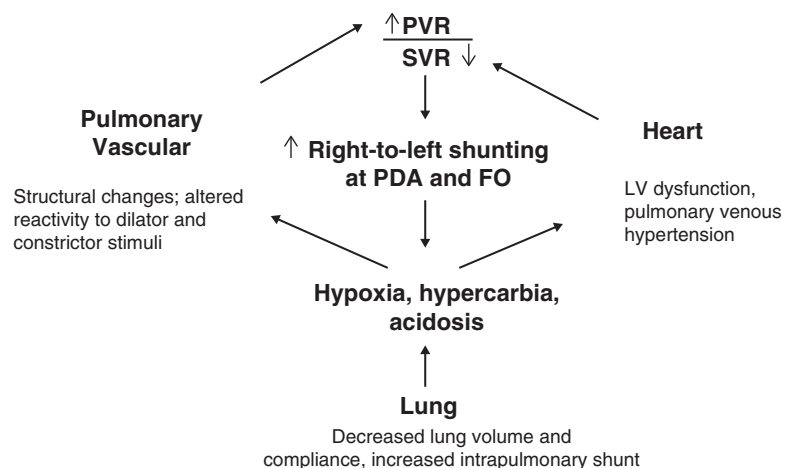 ↑PVR
SVR ↓
Pulmonary
Vascular
Structural changes; altered
reactivity to dilator and
constrictor stimuli
↑ Right-to-left shunting
at PDA and FO
Heart
LV dysfunction,
pulmonary venous
hypertension
Hypoxia, hypercarbia,
acidosis
Lung
Decreased lung volume and
compliance, increased intrapulmonary shunt